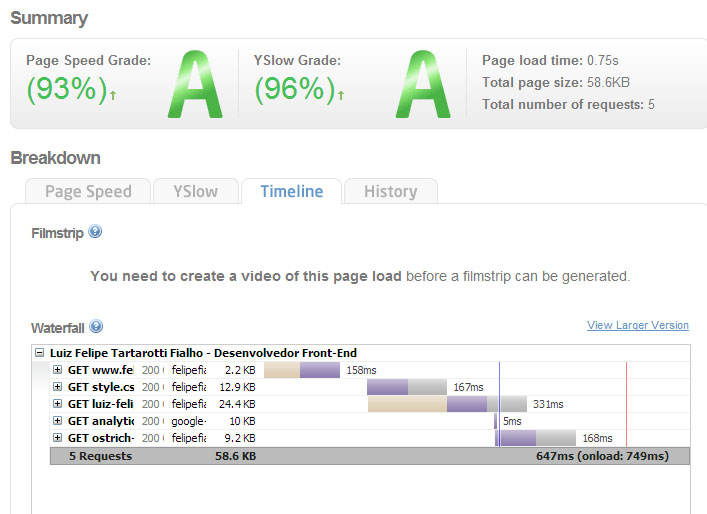 Summary
Page Speed Grade:
(93%)↑
A
YSlow Grade:
(96%)↑
A
Page load time: 0.75s
Total page size: 58.6KB
Total number of requests: 5
Breakdown
Page Speed YSlow Timeline History
Filmstrip ?
You need to create a video of this page load before a filmstrip can be generated.
Waterfall ?
View Larger Version
Luiz Felipe Tartarotti Fialho - Desenvolvedor Front-End
GET www.fel 200 felipefia 2.2 KB 158ms
GET style.cs 200 felipefia 12.9 KB 167ms
GET luiz-feli 200 felipefia 24.4 KB 331ms
GET analytic 200 google- 10 KB 5ms
GET ostrich- 200 felipefia 9.2 KB 168ms
5 Requests 58.6 KB 647ms (onload: 749ms)